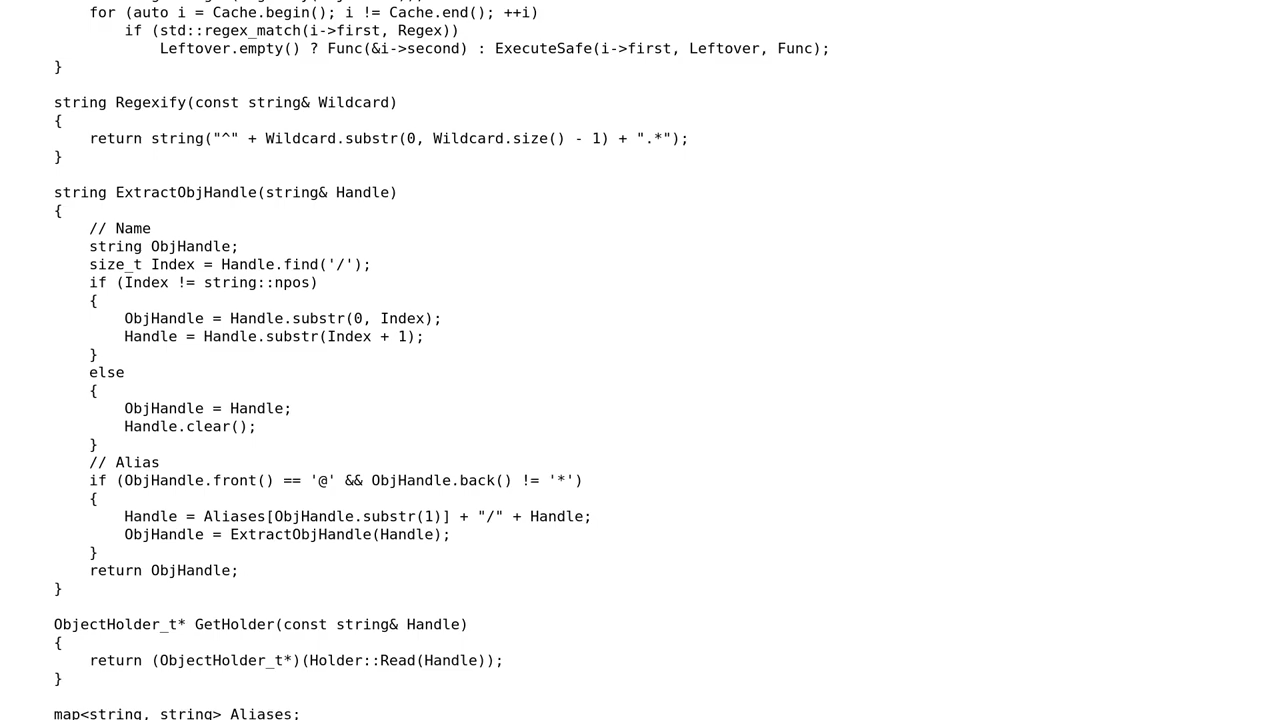 for (auto i = Cache.begin(); i != Cache.end(); ++i)
if (std::regex_match(i->first, Regex))
Leftover.empty() ? Func(&i->second) : ExecuteSafe(i->first, Leftover, Func);
}
string Regexify(const string& Wildcard)
{
return string("^" + Wildcard.substr(0, Wildcard.size() - 1) + ".*");
}
string ExtractObjHandle(string& Handle)
{
// Name
string ObjHandle;
size_t Index = Handle.find('/');
if (Index != string::npos)
{
ObjHandle = Handle.substr(0, Index);
Handle = Handle.substr(Index + 1);
}
else
{
ObjHandle = Handle;
Handle.clear();
}
// Alias
if (ObjHandle.front() == '@' && ObjHandle.back() != '*')
{
Handle = Aliases[ObjHandle.substr(1)] + "/" + Handle;
ObjHandle = ExtractObjHandle(Handle);
}
return ObjHandle;
}
ObjectHolder_t* GetHolder(const string& Handle)
{
return (ObjectHolder_t*)(Holder::Read(Handle));
}
map<string, string> Aliases;